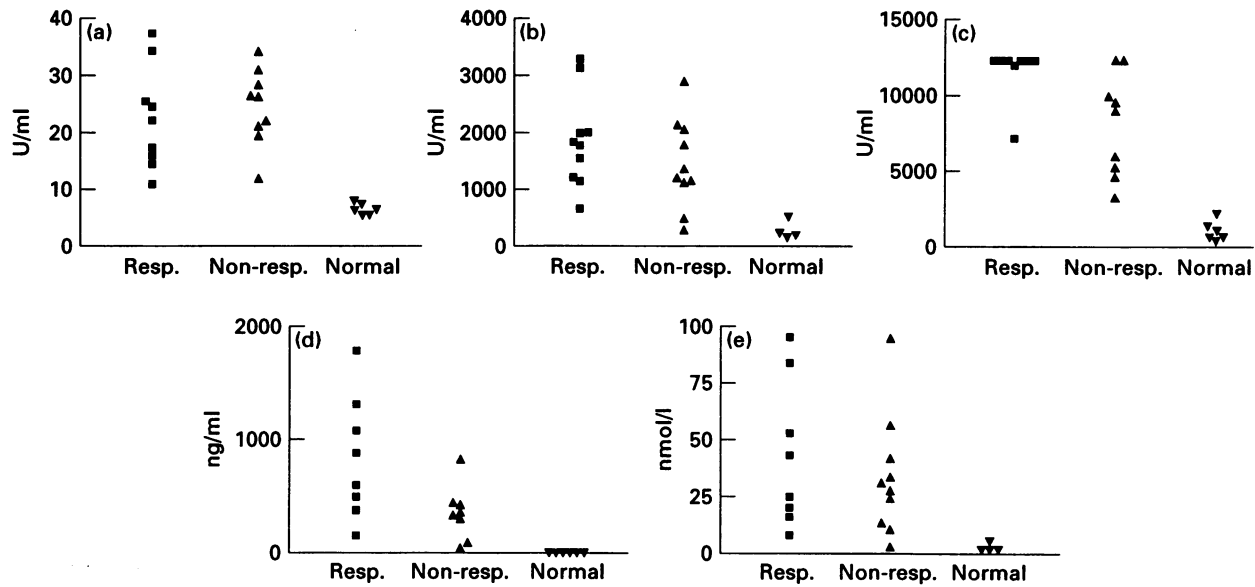 (a)
40
30
20
10
0
U/ml
Resp. Non-resp. Normal
(b)
4000
3000
2000
1000
0
U/ml
Resp. Non-resp. Normal
(c)
15000
10000
5000
0
U/ml
Resp. Non-resp. Normal
(d)
2000
1000
0
ng/ml
Resp. Non-resp. Normal
(e)
100
75
50
25
0
nmol/l
Resp. Non-resp. Normal